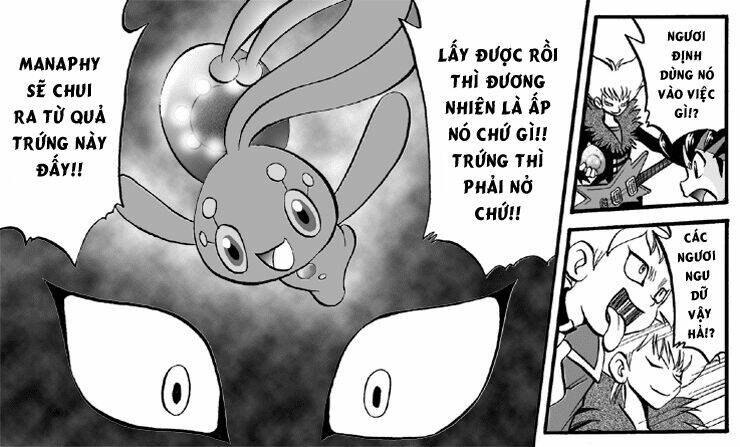 NGƯƠI
ĐỊNH
DÙNG NÓ
VÀO VIỆC
GÌ!?
CÁC
NGƯƠI
NGU
DỮ
VẬY
HẢ!?
LẤY ĐƯỢC RỒI
THÌ ĐƯƠNG
NHIÊN LÀ ẤP
NÓ CHỨ GÌ!!
TRỨNG THÌ
PHẢI NỞ
CHỨ!!
MANAPHY
SẼ CHUI
RA TỪ QUẢ
TRỨNG NÀY
ĐẤY!!